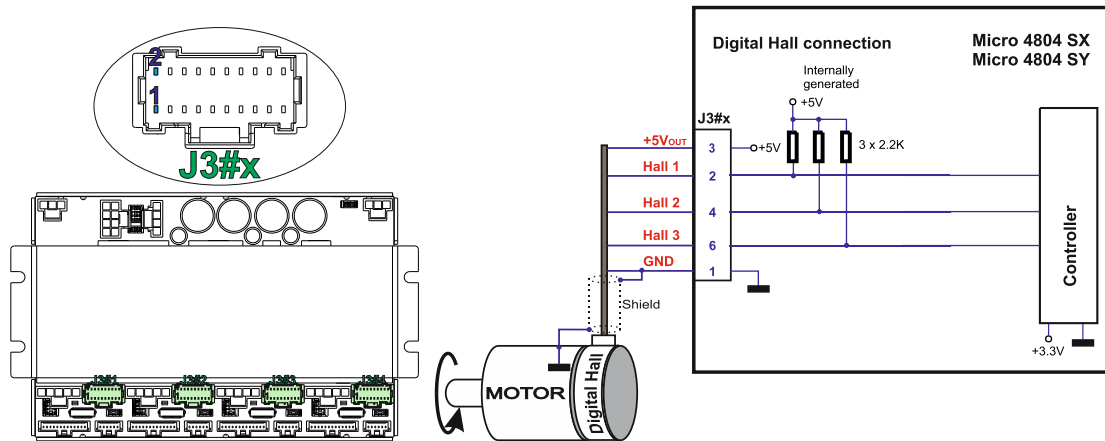 2
1
J3#x
J3#1
J3#2
J3#3
J3#4
Digital Hall connection
Micro 4804 SX
Micro 4804 SY
Internally
generated
+5V
J3#x
+5VOUT
3
+5V
3 x 2.2K
Hall 1
2
Hall 2
4
Hall 3
6
GND
1
Shield
Controller
+3.3V
MOTOR
Digital Hall